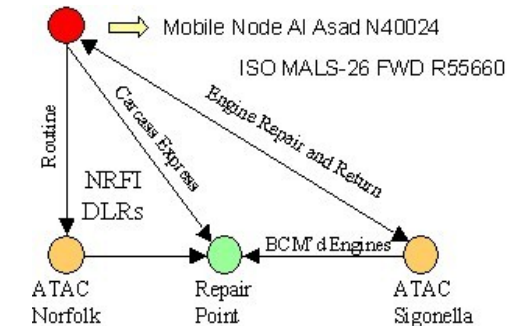 Mobile Node Al Asad N40024
ISO MALS-26 FWD R55660
Engine Repair and Return
Carcass Express
Routine
NRFI
DLRs
BCM'd Engines
ATAC
Norfolk
Repair
Point
ATAC
Sigonella